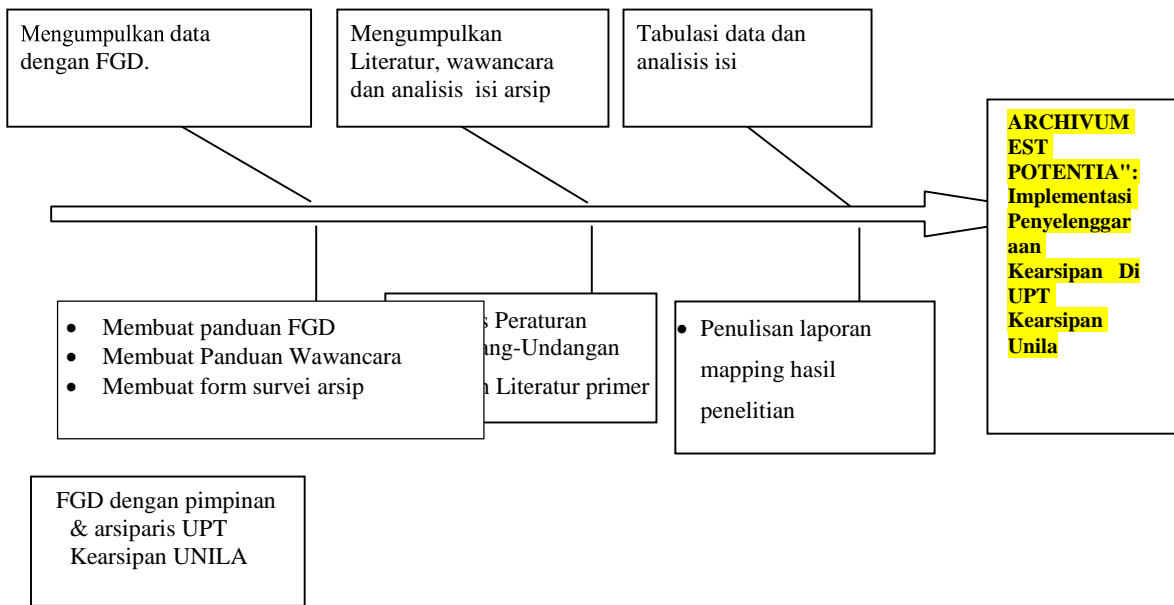 Mengumpulkan data
dengan FGD.
Mengumpulkan
Literatur, wawancara
dan analisis isi arsip
Tabulasi data dan
analisis isi
ARCHIVUM
EST
POTENTIA":
Implementasi
Penyelenggar
aan
Kearsipan Di
UPT
Kearsipan
Unila
• Membuat panduan FGD
• Membuat Panduan Wawancara
• Membuat form survei arsip
Peraturan
ang-Undangan
Literatur primer
• Penulisan laporan
mapping hasil
penelitian
FGD dengan pimpinan
& arsiparis UPT
Kearsipan UNILA